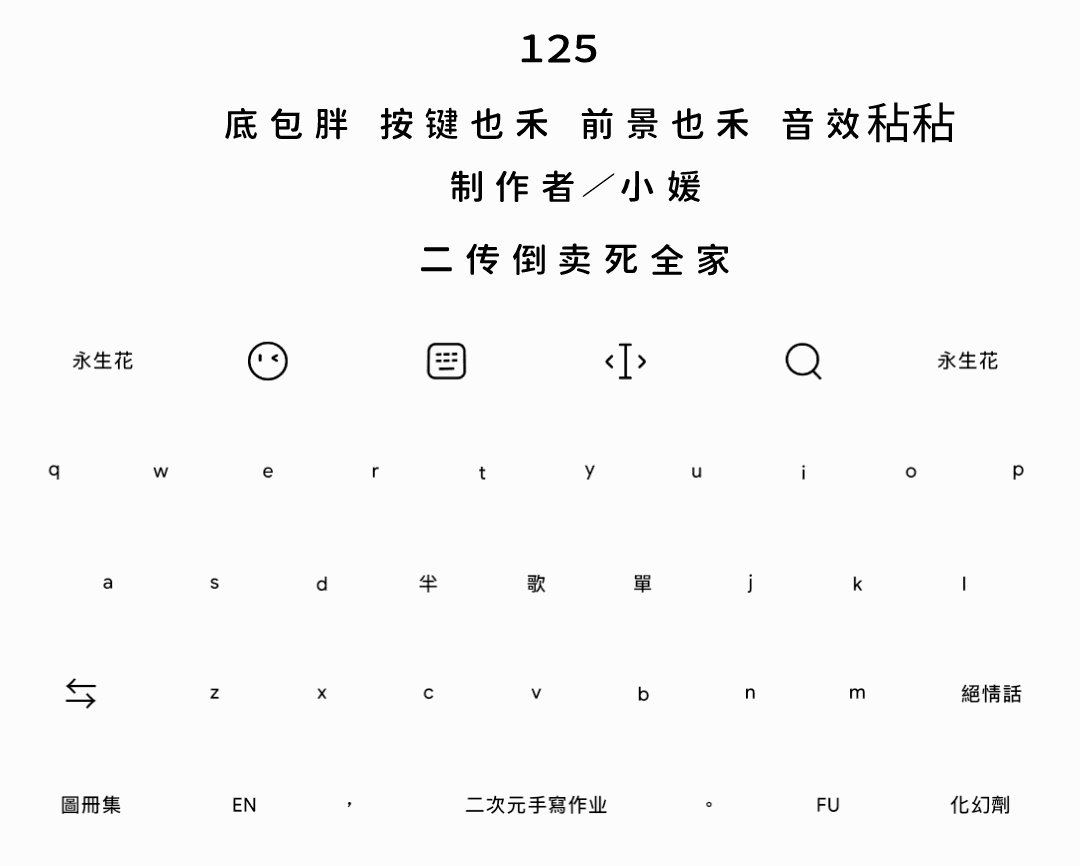 125
底包胖 按键也禾 前景也禾 音效秥秥
制作者／小媛
二传倒卖死全家
永生花 永生花
q w e r t y u i o p
a s d 半 歌 單 j k l
z x c v b n m 絕情話
圖冊集 EN ， 二次元手寫作业 。 FU 化幻劑